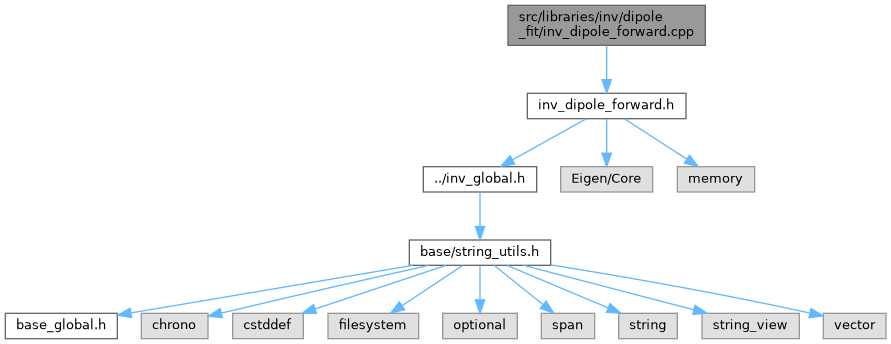 src/libraries/inv/dipole
_fit/inv_dipole_forward.cpp
inv_dipole_forward.h
../inv_global.h
Eigen/Core
memory
base/string_utils.h
base_global.h
chrono
cstddef
filesystem
optional
span
string
string_view
vector